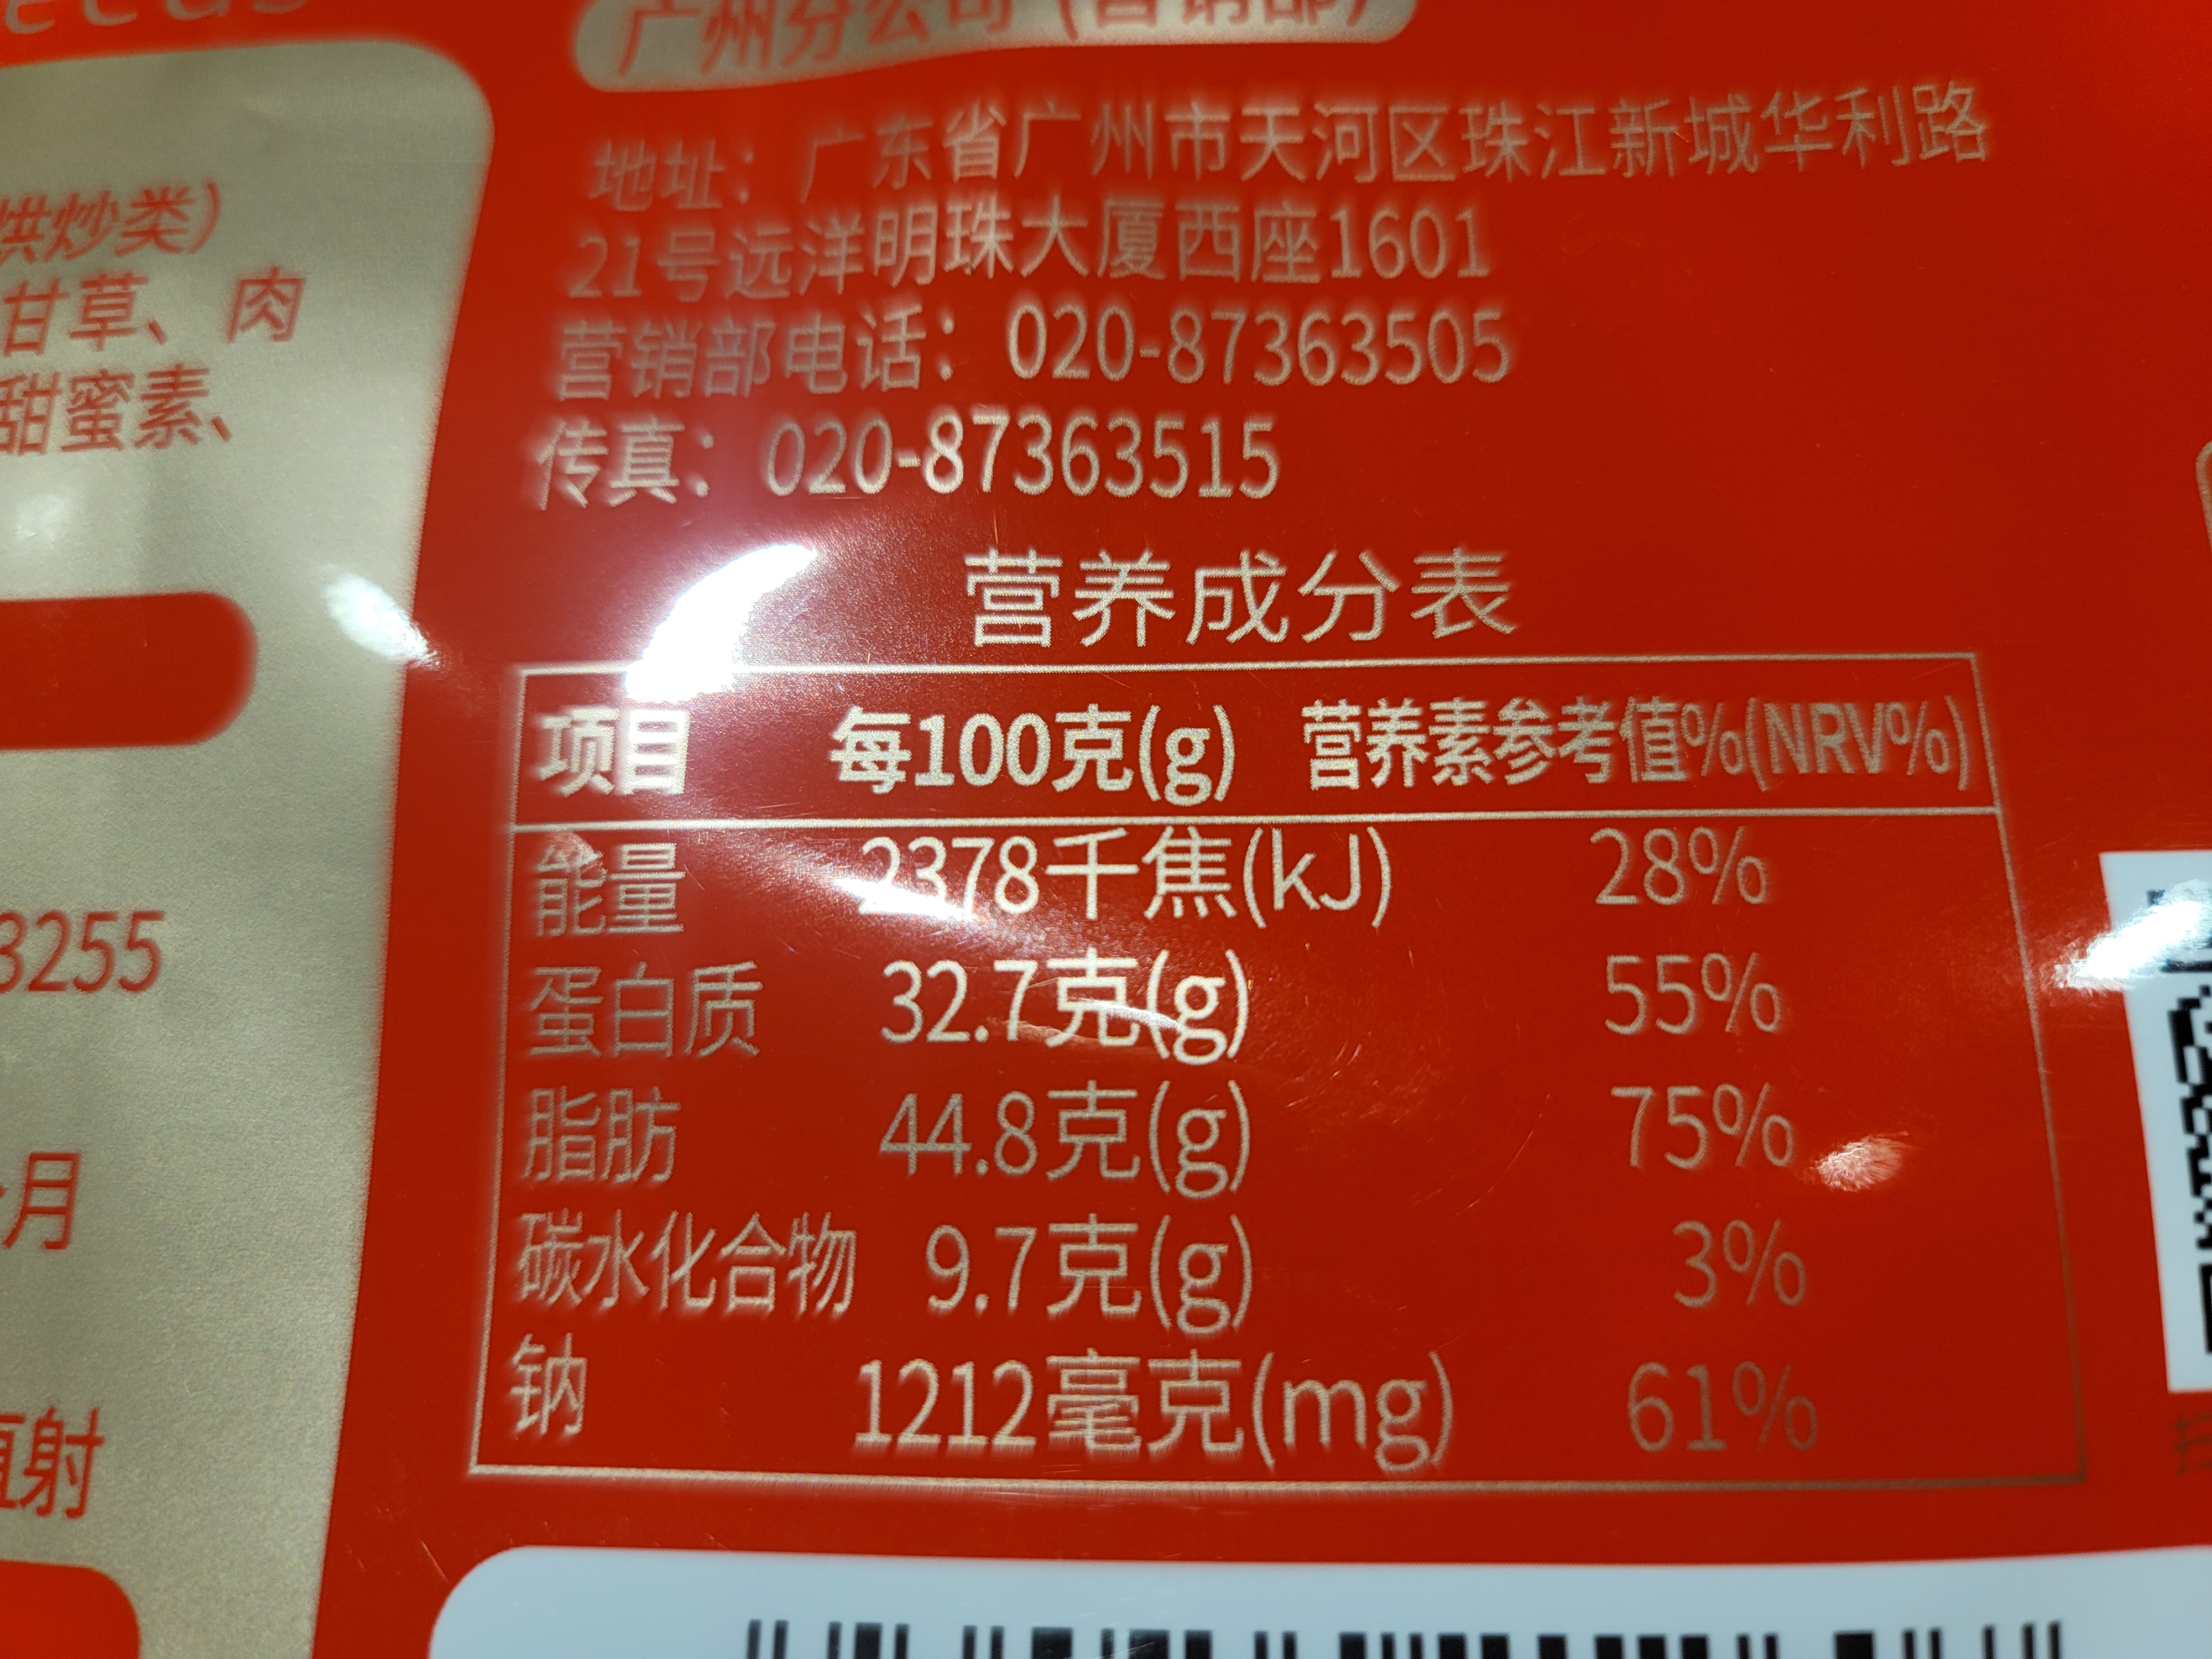 广州分公司（营销部）
地址：广东省广州市天河区珠江新城华利路
21号远洋明珠大厦西座1601
营销部电话：020-87363505
传真：020-87363515
营养成分表
项目 每100克(g) 营养素参考值%(NRV%)
能量 2378千焦(kJ) 28%
蛋白质 32.7克(g) 55%
脂肪 44.8克(g) 75%
碳水化合物 9.7克(g) 3%
钠 1212毫克(mg) 61%
烘炒类）
甘草、肉
甜蜜素、
3255
月
直射